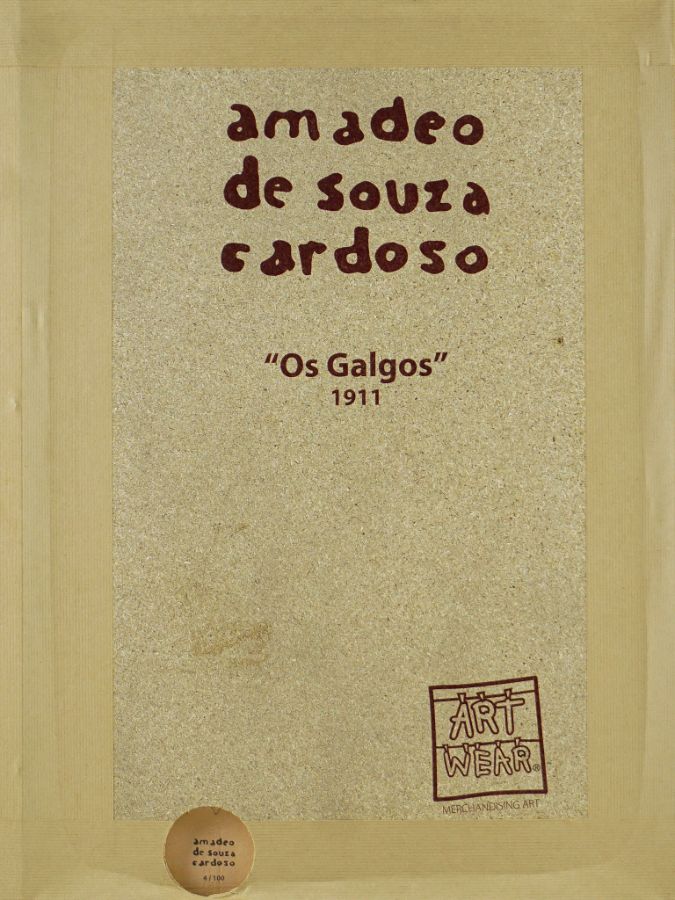 amadeo
de souza
cardoso
“Os Galgos”
1911
ART
WEAR®
MERCHANDISING ART
amadeo
de souza
cardoso
4/100